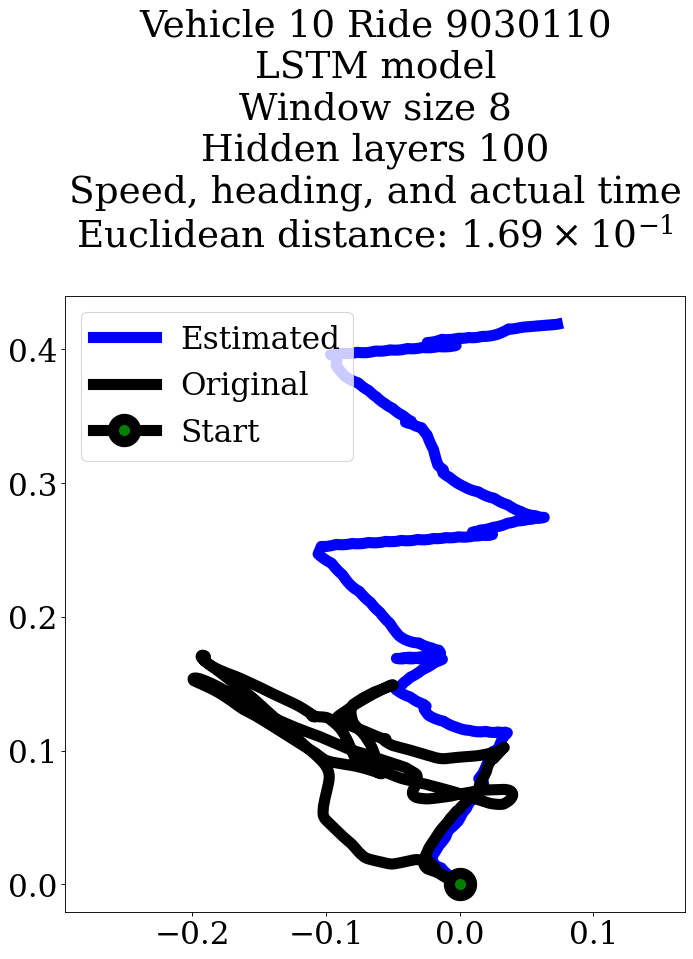 Vehicle 10 Ride 9030110
LSTM model
Window size 8
Hidden layers 100
Speed, heading, and actual time
Euclidean distance: 1.69 × 10⁻¹
Estimated
Original
Start
0.4
0.3
0.2
0.1
0.0
−0.2
−0.1
0.0
0.1